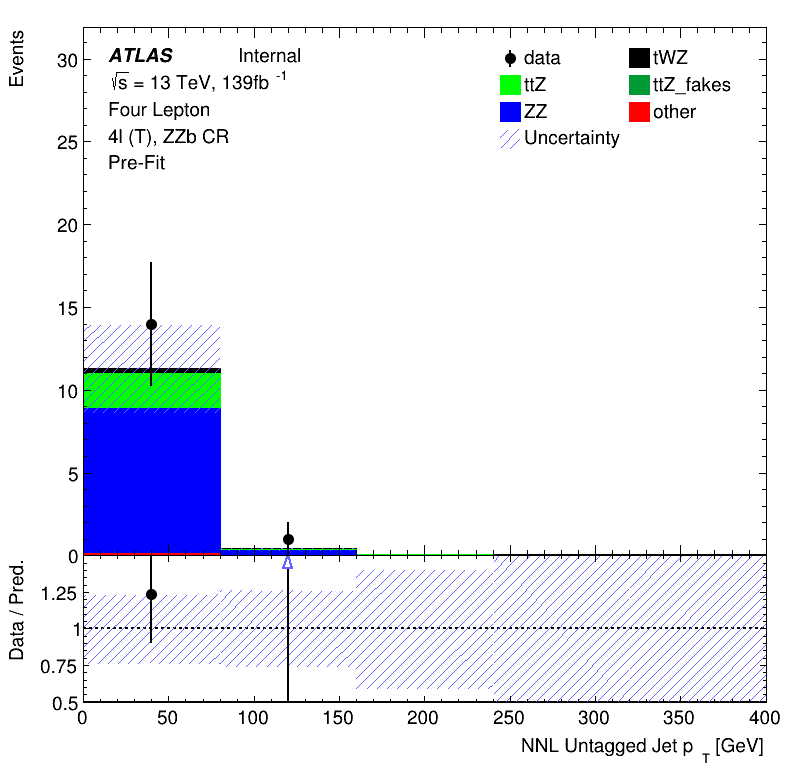 Events
30
25
20
15
10
5
0
ATLAS Internal
√s = 13 TeV, 139fb -1
Four Lepton
4l (T), ZZb CR
Pre-Fit
data tWZ
ttZ ttZ_fakes
ZZ other
Uncertainty
Data / Pred.
1.25
1
0.75
0.5
0 50 100 150 200 250 300 350 400
NNL Untagged Jet p T [GeV]